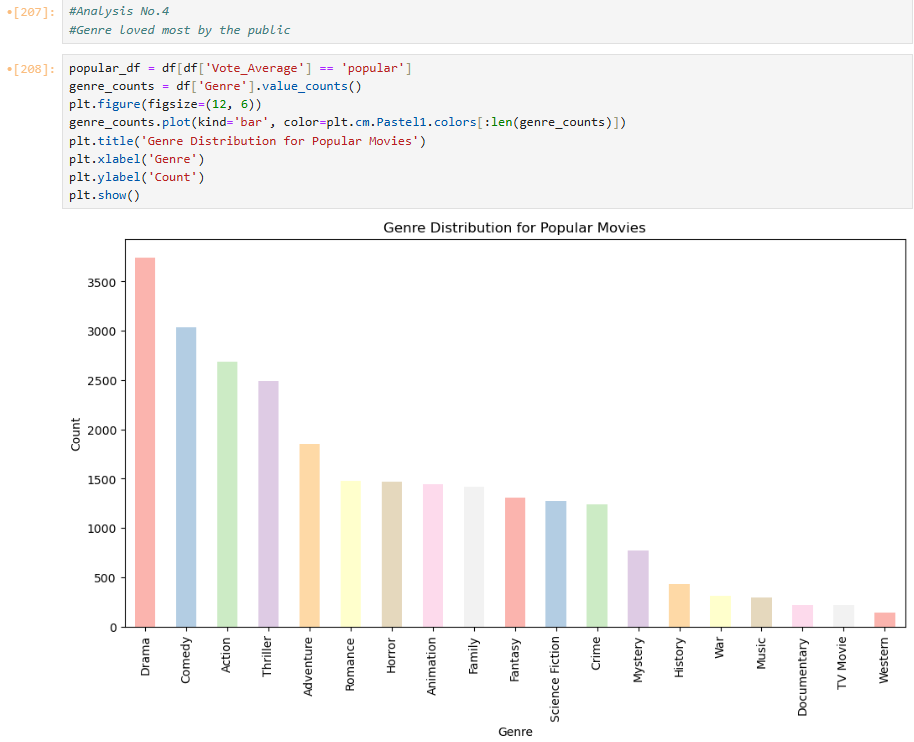 [207]:
#Analysis No.4
#Genre loved most by the public
[208]:
popular_df = df[df['Vote_Average'] == 'popular']
genre_counts = df['Genre'].value_counts()
plt.figure(figsize=(12, 6))
genre_counts.plot(kind='bar', color=plt.cm.Pastel1.colors[:len(genre_counts)])
plt.title('Genre Distribution for Popular Movies')
plt.xlabel('Genre')
plt.ylabel('Count')
plt.show()
Genre Distribution for Popular Movies
Count
3500
3000
2500
2000
1500
1000
500
0
Drama
Comedy
Action
Thriller
Adventure
Romance
Horror
Animation
Family
Fantasy
Science Fiction
Crime
Mystery
History
War
Music
Documentary
TV Movie
Western
Genre